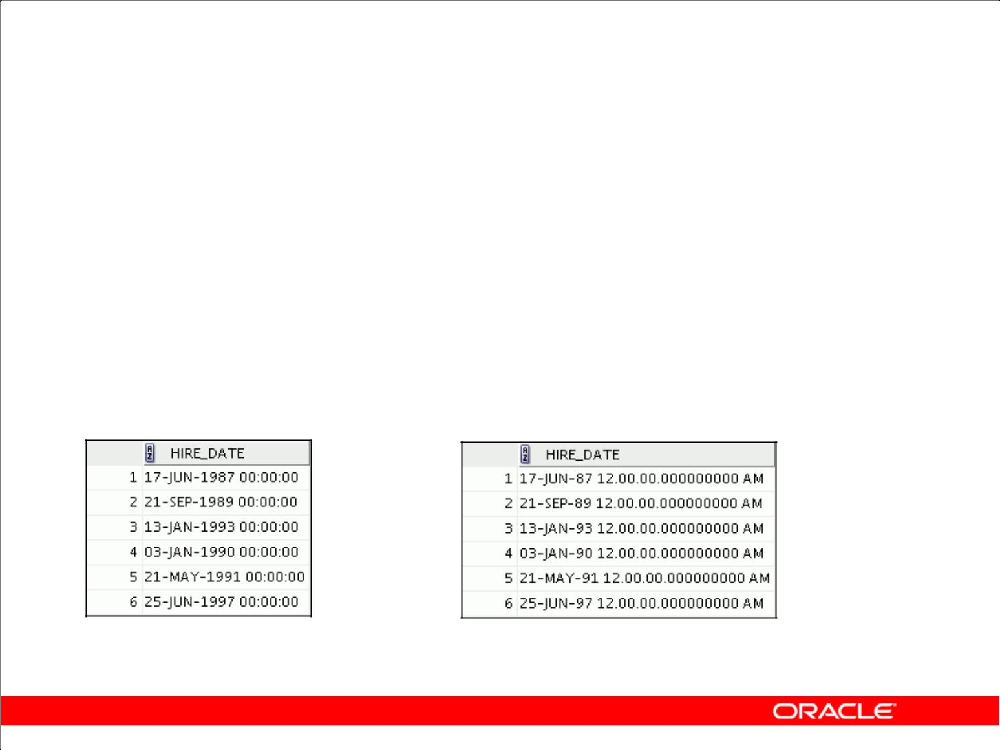 HIRE_DATE
1 17-JUN-1987 00:00:00
2 21-SEP-1989 00:00:00
3 13-JAN-1993 00:00:00
4 03-JAN-1990 00:00:00
5 21-MAY-1991 00:00:00
6 25-JUN-1997 00:00:00
HIRE_DATE
1 17-JUN-87 12.00.00.000000000 AM
2 21-SEP-89 12.00.00.000000000 AM
3 13-JAN-93 12.00.00.000000000 AM
4 03-JAN-90 12.00.00.000000000 AM
5 21-MAY-91 12.00.00.000000000 AM
6 25-JUN-97 12.00.00.000000000 AM
ORACLE